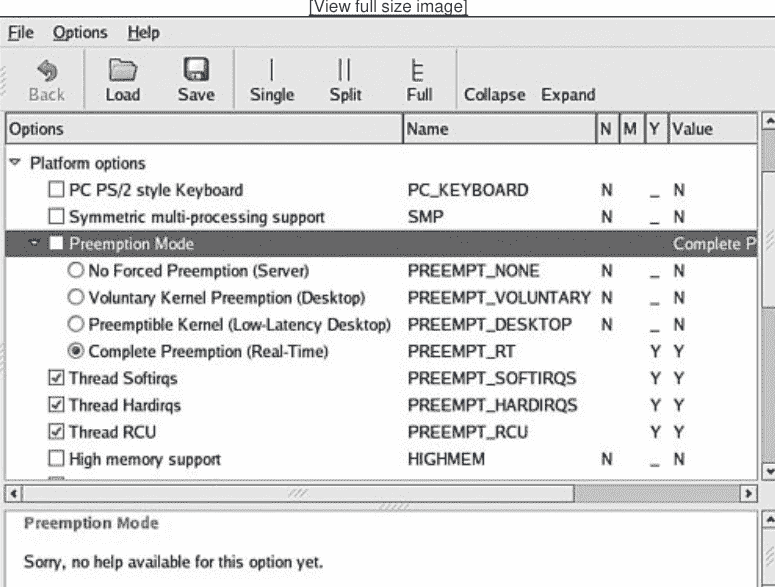 [View full size image]
File Options Help
Back Load Save Single Split Full Collapse Expand
Options Name N M Y Value
Platform options
PC PS/2 style Keyboard PC_KEYBOARD N _ N
Symmetric multi-processing support SMP N _ N
Preemption Mode Complete P
No Forced Preemption (Server) PREEMPT_NONE N _ N
Voluntary Kernel Preemption (Desktop) PREEMPT_VOLUNTARY N _ N
Preemptible Kernel (Low-Latency Desktop) PREEMPT_DESKTOP N _ N
Complete Preemption (Real-Time) PREEMPT_RT Y Y
Thread Softirqs PREEMPT_SOFTIRQS Y Y
Thread Hardirqs PREEMPT_HARDIRQS Y Y
Thread RCU PREEMPT_RCU Y Y
High memory support HIGHMEM N _ N
Preemption Mode
Sorry, no help available for this option yet.